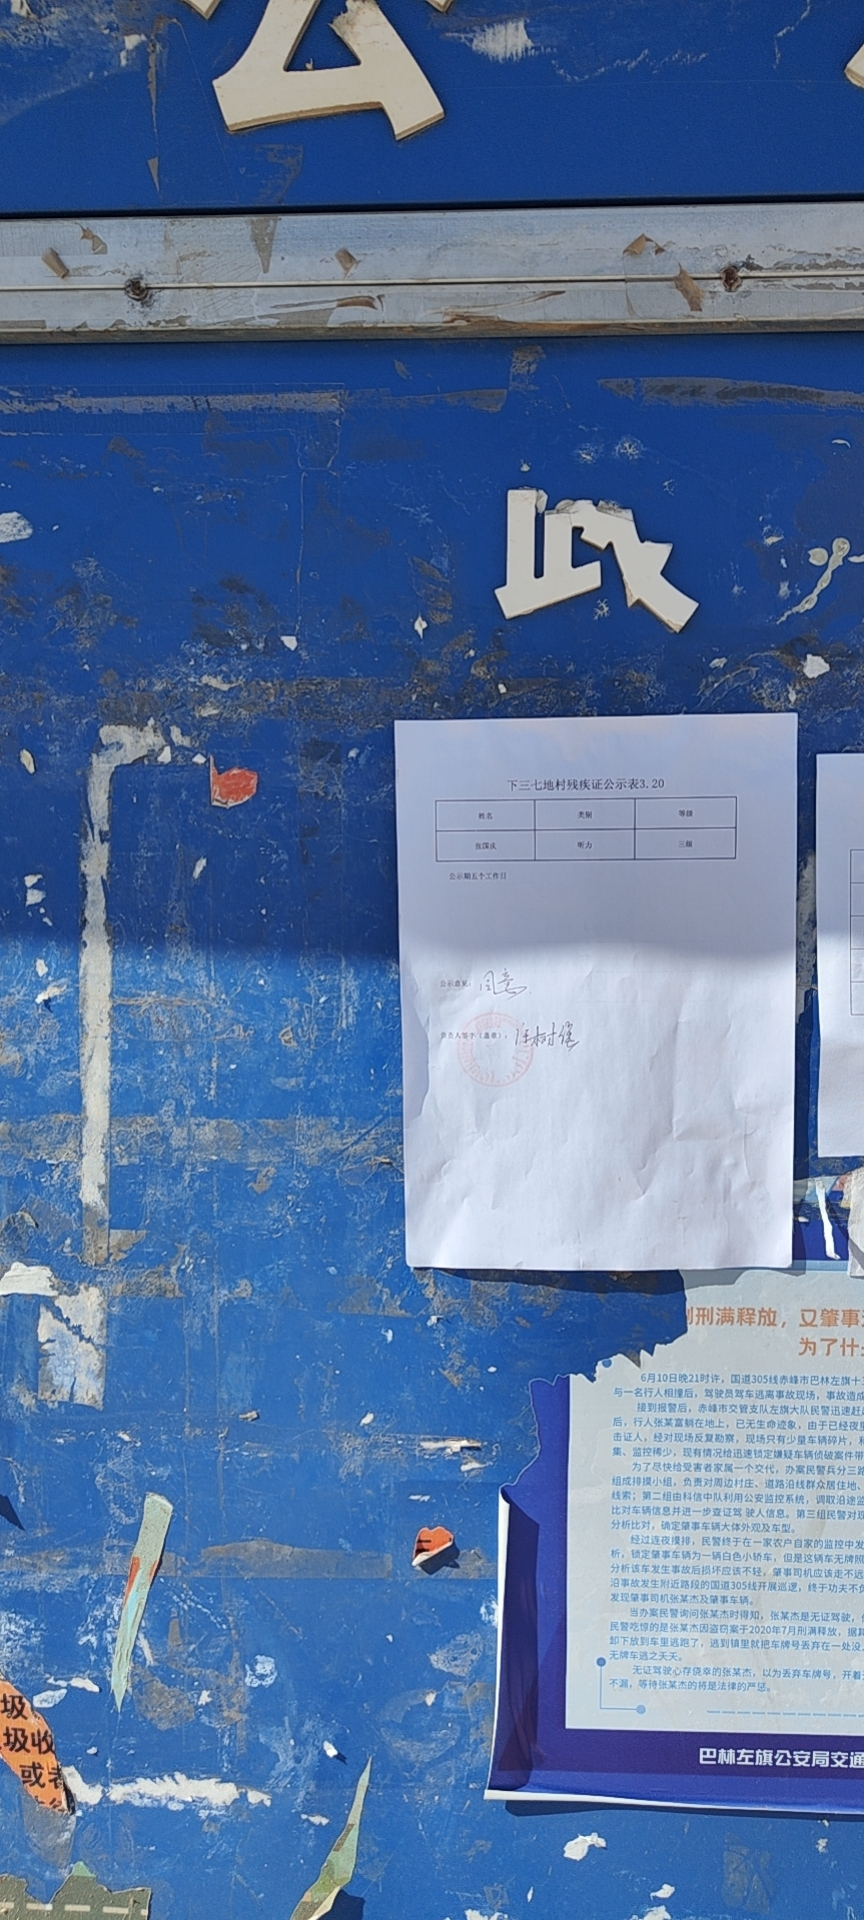 公
下三七地村残疾证公示表3.20
姓名 类别 等级
张国庆 听力 三级
公示期五个工作日
公示意见: 同意
负责人签字(盖章):
刑满释放,又肇事
为了什
6月10日晚21时许,国道305线赤峰市巴林左旗十三
与一名行人相撞后,驾驶员驾车逃离事故现场,事故造成
接到报警后,赤峰市交管支队左旗大队民警迅速赶
后,行人张某富躺在地上,已无生命迹象,由于已经夜
击证人,经对现场反复勘察,现场只有少量车辆碎片,
集、监控稀少,现有情况给迅速锁定嫌疑车辆侦破案件带
为了尽快给受害者家属一个交代,办案民警兵分三路
组成排摸小组,负责对周边村庄、道路沿线群众居住地、
线索;第二组由科信中队利用公安监控系统,调取沿途监
比对车辆信息并进一步查证驾 驶人信息。第三组民警对现
分析比对,确定肇事车辆大体外观及车型。
经过连夜摸排,民警终于在一家农户自家的监控中发
析,锁定肇事车辆为一辆白色小轿车,但是这辆车无牌照
分析该车发生事故后损坏应该不轻,肇事司机应该走不远
沿事故发生附近路段的国道305线开展巡逻,终于功夫不负
发现肇事司机张某杰及肇事车辆。
当办案民警询问张某杰时得知,张某杰是无证驾驶,
民警吃惊的是张某杰因盗窃案于2020年7月刑满释放,据其
卸下放到车里逃跑了,逃到镇里就把车牌号丢弃在一处没
无牌车逃之夭夭。
无证驾驶心存侥幸的张某杰,以为丢弃车牌号,开着
不漏,等待张某杰的将是法律的严惩。
巴林左旗公安局交通
圾
圾收
或者